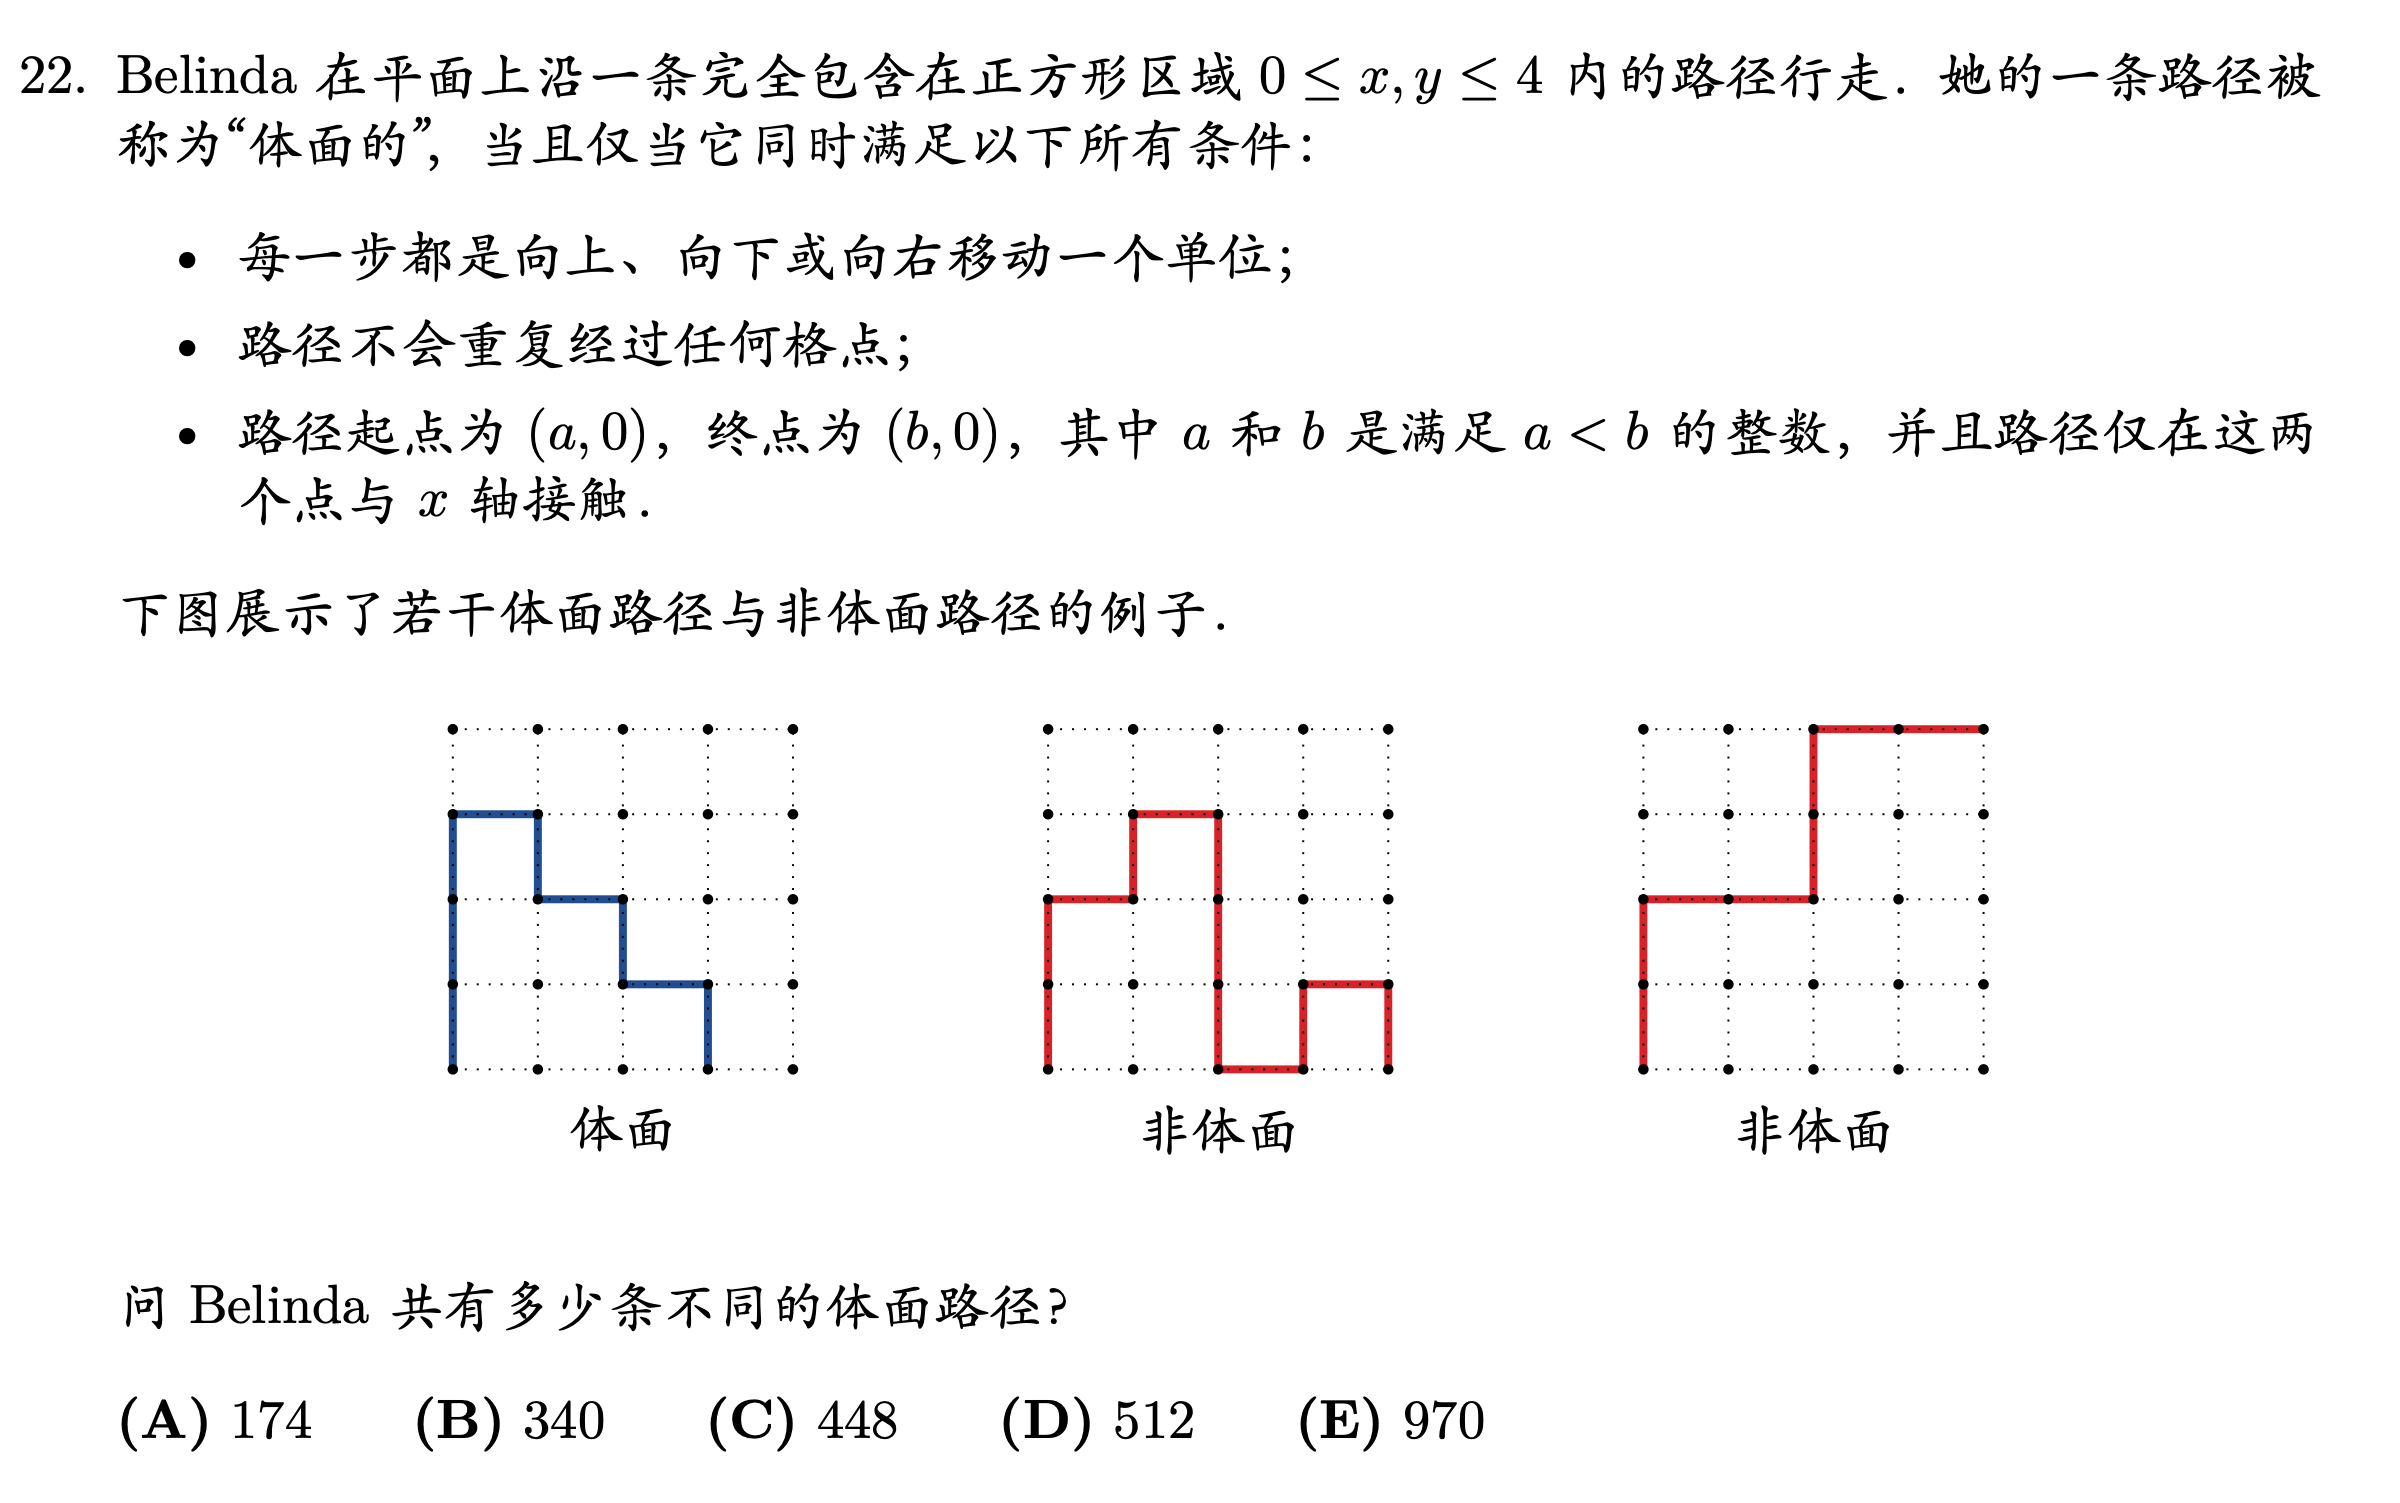 22. Belinda 在平面上沿一条完全包含在正方形区域 0 ≤ x, y ≤ 4 内的路径行走. 她的一条路径被
称为“体面的”, 当且仅当它同时满足以下所有条件:
• 每一步都是向上、向下或向右移动一个单位;
• 路径不会重复经过任何格点;
• 路径起点为 (a, 0), 终点为 (b, 0), 其中 a 和 b 是满足 a < b 的整数, 并且路径仅在这两
个点与 x 轴接触.
下图展示了若干体面路径与非体面路径的例子.
体面 非体面 非体面
问 Belinda 共有多少条不同的体面路径?
(A) 174 (B) 340 (C) 448 (D) 512 (E) 970